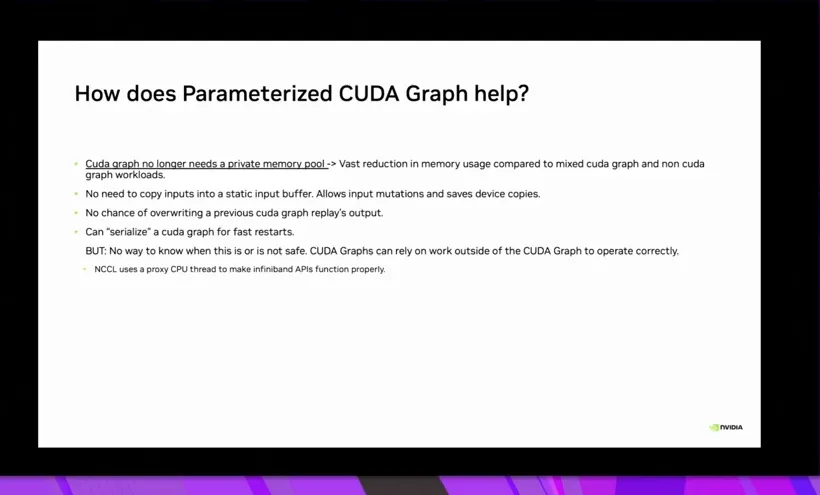 How does Parameterized CUDA Graph help?
Cuda graph no longer needs a private memory pool -> Vast reduction in memory usage compared to mixed cuda graph and non cuda
graph workloads.
No need to copy inputs into a static input buffer. Allows input mutations and saves device copies.
No chance of overwriting a previous cuda graph replay's output.
Can "serialize" a cuda graph for fast restarts.
BUT: No way to know when this is or is not safe. CUDA Graphs can rely on work outside of the CUDA Graph to operate correctly.
NCCL uses a proxy CPU thread to make infiniband APIs function properly.
NVIDIA